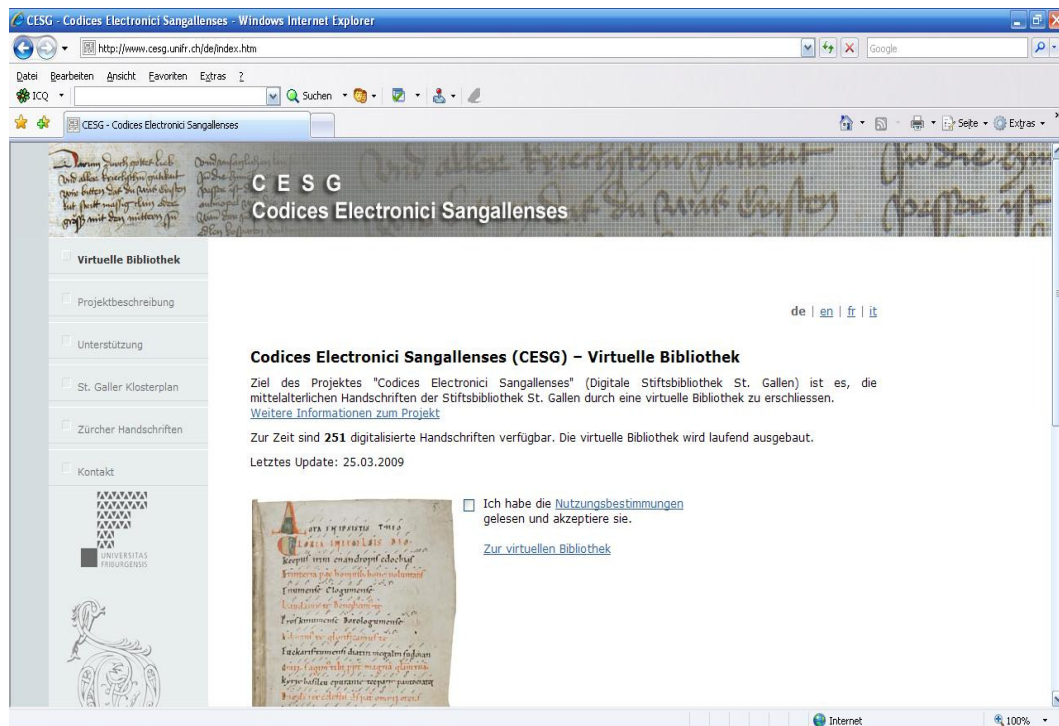 CESG - Codices Electronici Sangallenses - Windows Internet Explorer
http://www.cesg.unifr.ch/de/index.htm
Google
Datei Bearbeiten Ansicht Favoriten Extras ?
ICQ Suchen
CESG - Codices Electronici Sangallenses
Seite Extras
C E S G
Codices Electronici Sangallenses
Virtuelle Bibliothek
Projektbeschreibung
Unterstützung
St. Galler Klosterplan
Zürcher Handschriften
Kontakt
UNIVERSITAS
FRIBURGENSIS
de | en | fr | it
Codices Electronici Sangallenses (CESG) – Virtuelle Bibliothek
Ziel des Projektes "Codices Electronici Sangallenses" (Digitale Stiftsbibliothek St. Gallen) ist es, die
mittelalterlichen Handschriften der Stiftsbibliothek St. Gallen durch eine virtuelle Bibliothek zu erschliessen.
Weitere Informationen zum Projekt
Zur Zeit sind 251 digitalisierte Handschriften verfügbar. Die virtuelle Bibliothek wird laufend ausgebaut.
Letztes Update: 25.03.2009
Ich habe die Nutzungsbestimmungen
gelesen und akzeptiere sie.
Zur virtuellen Bibliothek
Internet
100%